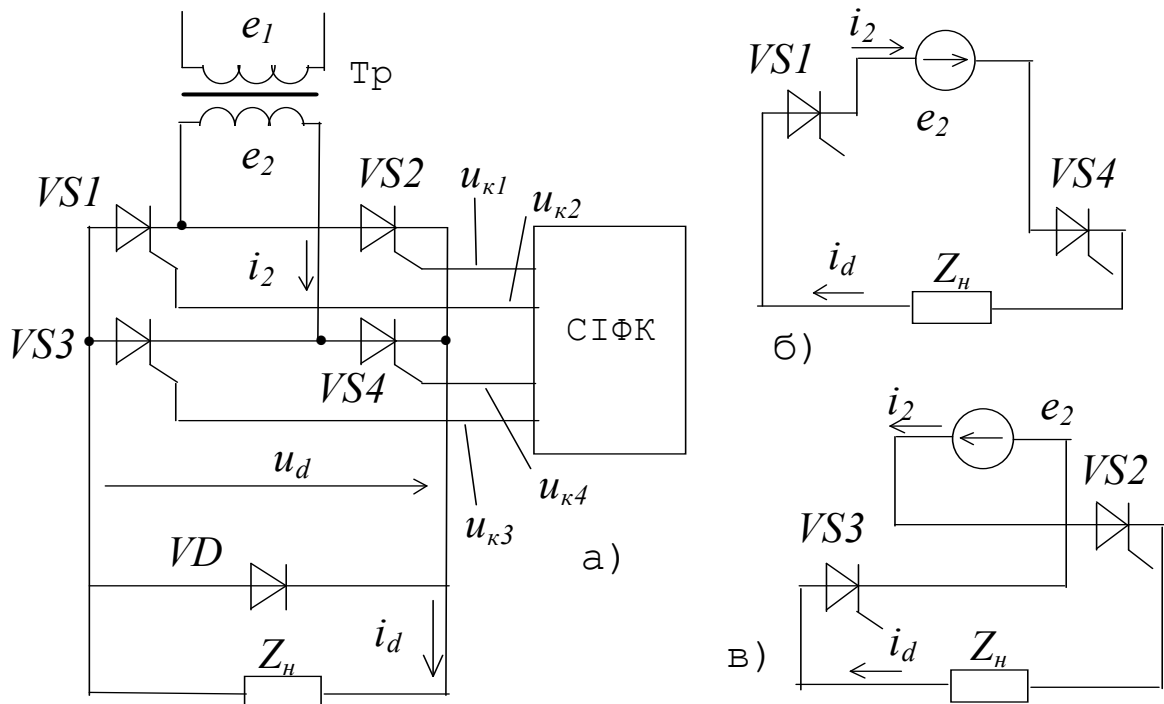 e1
Тр
e2
VS1
VS2
uк1
uк2
i2
VS3
VS4
СІФК
ud
uк4
uк3
VD
а)
id
Zн
i2
VS1
e2
VS4
id
Zн
б)
i2
e2
VS2
VS3
id
Zн
в)